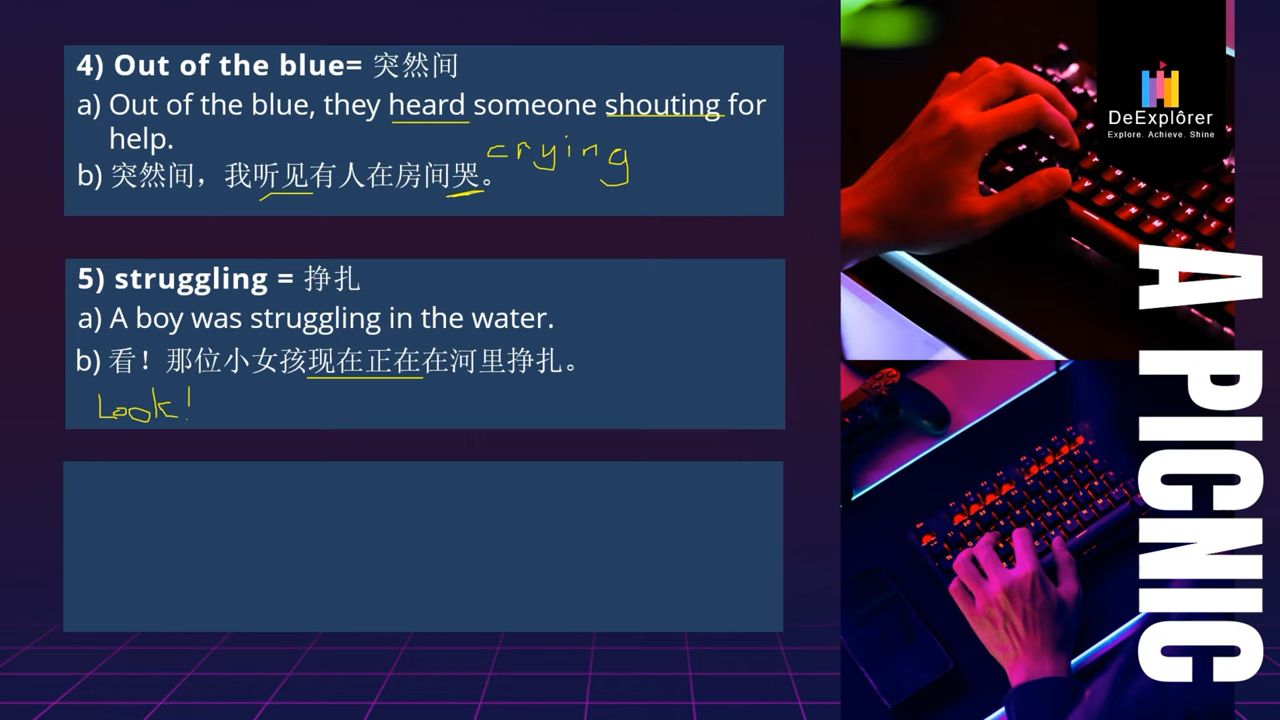 4) Out of the blue= 突然间
a) Out of the blue, they heard someone shouting for
help.
crying
b) 突然间，我听见有人在房间哭。
5) struggling = 挣扎
a) A boy was struggling in the water.
b) 看！那位小女孩现在正在在河里挣扎。
Look!
DeExplôrer
Explore. Achieve. Shine
A PICNIC